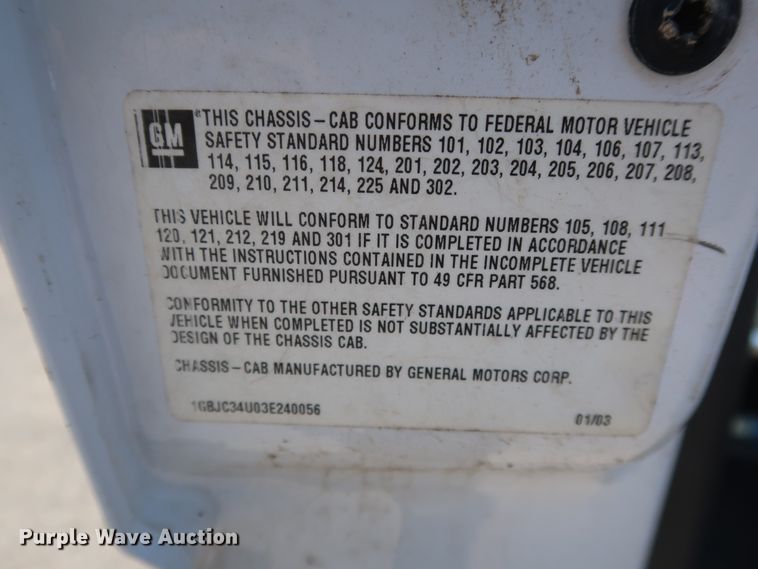 GM
®THIS CHASSIS–CAB CONFORMS TO FEDERAL MOTOR VEHICLE
SAFETY STANDARD NUMBERS 101, 102, 103, 104, 106, 107, 113,
114, 115, 116, 118, 124, 201, 202, 203, 204, 205, 206, 207, 208,
209, 210, 211, 214, 225 AND 302.
THIS VEHICLE WILL CONFORM TO STANDARD NUMBERS 105, 108, 111
120, 121, 212, 219 AND 301 IF IT IS COMPLETED IN ACCORDANCE
WITH THE INSTRUCTIONS CONTAINED IN THE INCOMPLETE VEHICLE
DOCUMENT FURNISHED PURSUANT TO 49 CFR PART 568.
CONFORMITY TO THE OTHER SAFETY STANDARDS APPLICABLE TO THIS
VEHICLE WHEN COMPLETED IS NOT SUBSTANTIALLY AFFECTED BY THE
DESIGN OF THE CHASSIS CAB.
CHASSIS–CAB MANUFACTURED BY GENERAL MOTORS CORP.
1GBJC34U03E240056 01/03
Purple Wave Auction